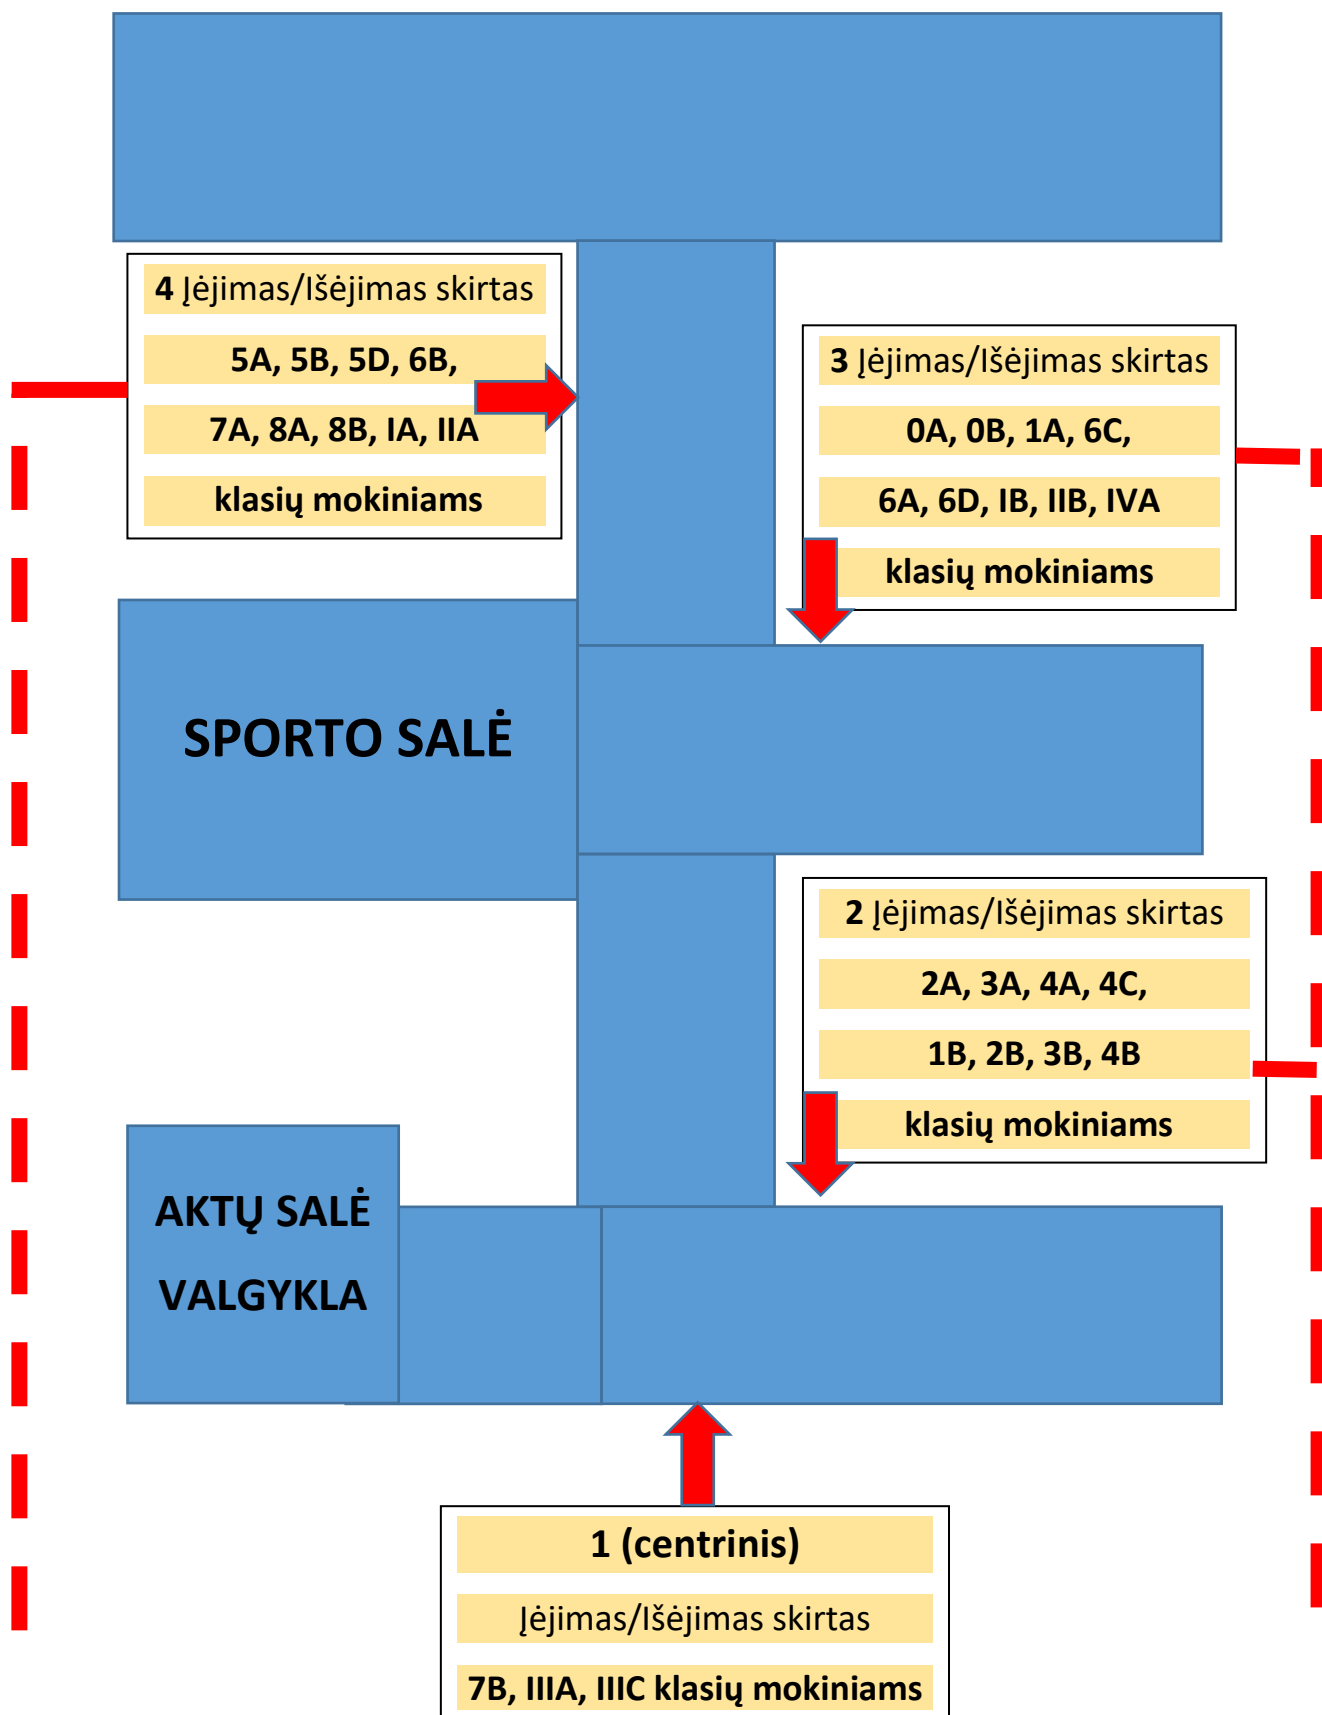 4 Įėjimas/Išėjimas skirtas
5A, 5B, 5D, 6B,
7A, 8A, 8B, IA, IIA
klasių mokiniams
3 Įėjimas/Išėjimas skirtas
0A, 0B, 1A, 6C,
6A, 6D, IB, IIB, IVA
klasių mokiniams
SPORTO SALĖ
2 Įėjimas/Išėjimas skirtas
2A, 3A, 4A, 4C,
1B, 2B, 3B, 4B
klasių mokiniams
AKTŲ SALĖ
VALGYKLA
1 (centrinis)
Įėjimas/Išėjimas skirtas
7B, IIIA, IIIC klasių mokiniams